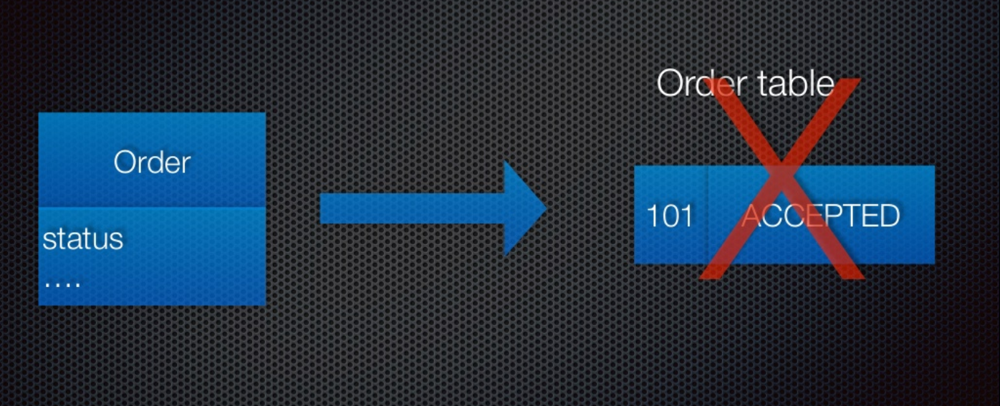 Order table
Order
101 ACCEPTED
status
....